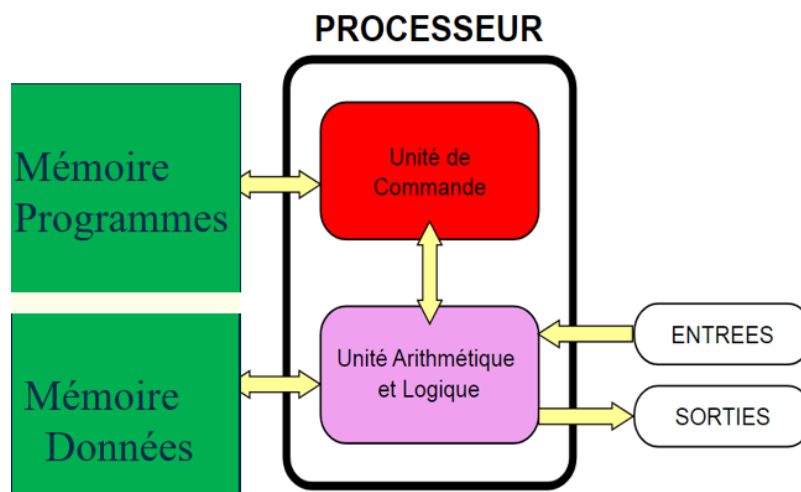 PROCESSEUR
Mémoire
Programmes
Unité de
Commande
Mémoire
Données
Unité Arithmétique
et Logique
ENTREES
SORTIES